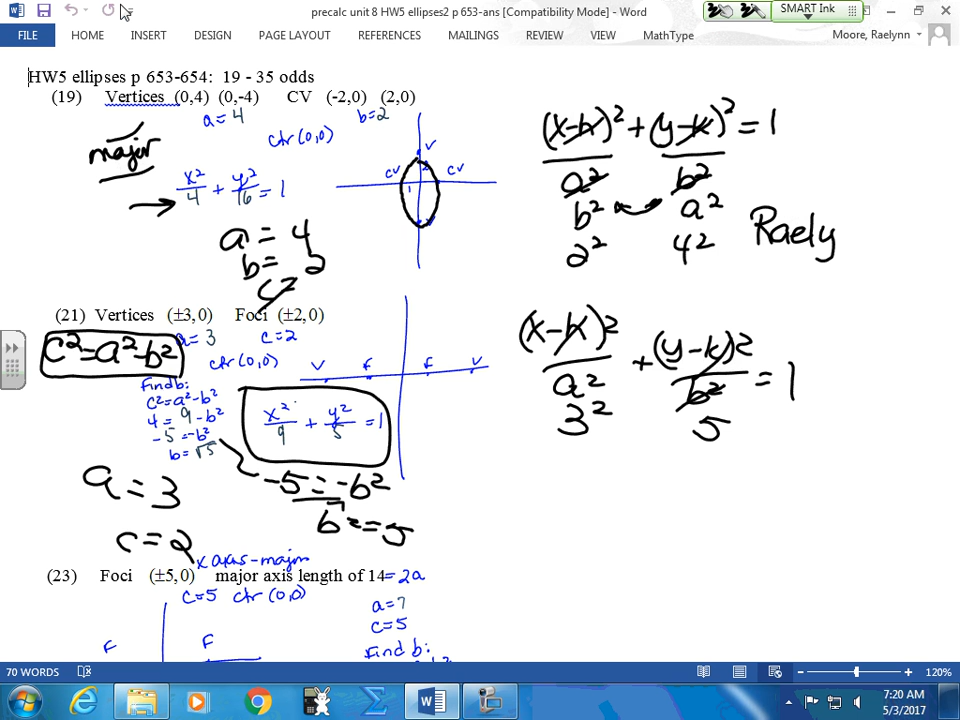 precalc unit 8 HW5 ellipses2 p 653-ans [Compatibility Mode] - Word
SMART Ink
FILE HOME INSERT DESIGN PAGE LAYOUT REFERENCES MAILINGS REVIEW VIEW MathType Moore, Raelynn
HW5 ellipses p 653-654: 19 - 35 odds
(19) Vertices (0,4) (0,-4) CV (-2,0) (2,0)
a = 4 b = 2
ctr (0,0)
major
x²/4 + y²/16 = 1
a = 4
b = 2
c²
V
CV 2 CV
1
V
(x-h)²/a² + (y-k)²/b² = 1
b² a²
2² 4²
Raely
(21) Vertices (±3,0) Foci (±2,0)
a = 3 c = 2
c² = a² - b²
ctr (0,0)
V F F V
Find b:
c² = a² - b²
4 = 9 - b²
-5 = -b²
b = √5
x²/9 + y²/5 = 1
a = 3
c = 2
-5 = -b²
b² = 5
(x-h)²/a² + (y-k)²/b² = 1
3² 5
x axis - major
(23) Foci (±5,0) major axis length of 14 = 2a
c = 5 ctr (0,0)
a = 7
c = 5
Find b:
F F
70 WORDS
120%
7:20 AM
5/3/2017